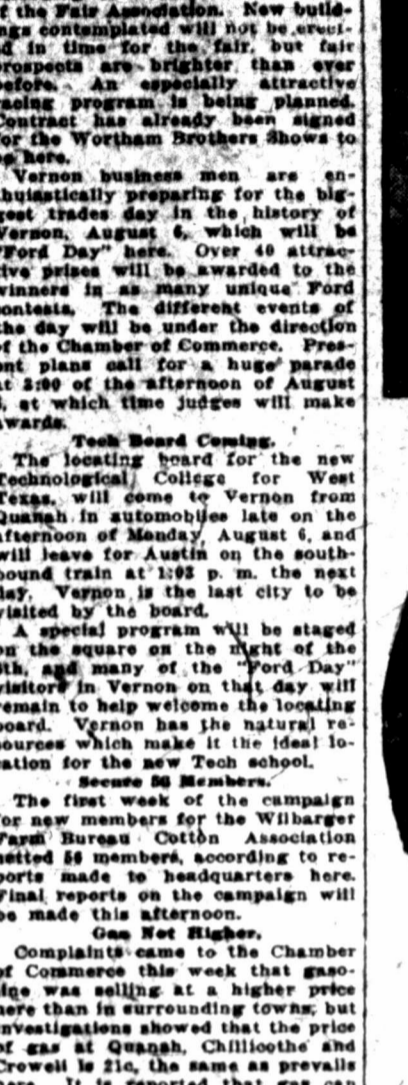 f the Fair Association. New build-
ngs contemplated will not be erect-
d in time for the fair, but fair
rospects are brighter than ever
efore. An especially attractive
acing program is being planned.
Contract has already been signed
or the Wortham Brothers Shows to
e here.
Vernon business men are en-
husiastically preparing for the big-
gest trades day in the history of
Vernon, August 6, which will be
"Ford Day" here. Over 40 attrac-
tive prizes will be awarded to the
winners in as many unique Ford
ontests. The different events of
the day will be under the direction
of the Chamber of Commerce. Pres-
ent plans call for a huge parade
at of the afternoon of August
, at which time judges will make
awards.
Tech Board Coming.
The locating board for the new
Technological College for West
Texas, will come to Vernon from
Quanah in automobiles late on the
afternoon of Monday, August 6, and
will leave for Austin on the south-
bound train at 1:03 p. m. the next
day. Vernon is the last city to be
visited by the board.
A special program will be staged
on the square on the night of the
6th, and many of the "Ford Day"
visitors in Vernon on that day will
remain to help welcome the locating
board. Vernon has the natural re-
sources which make it the ideal lo-
cation for the new Tech school.
Secure 56 Members.
The first week of the campaign
for new members for the Wilbarger
Farm Bureau Cotton Association
netted 56 members, according to re-
ports made to headquarters here.
Final reports on the campaign will
be made this afternoon.
Gas Not Higher.
Complaints came to the Chamber
of Commerce this week that gaso-
line was selling at a higher price
here than in surrounding towns, but
investigations showed that the price
of gas at Quanah, Chillicothe and
Crowell is 21c, the same as prevails
here. It is reported that gas